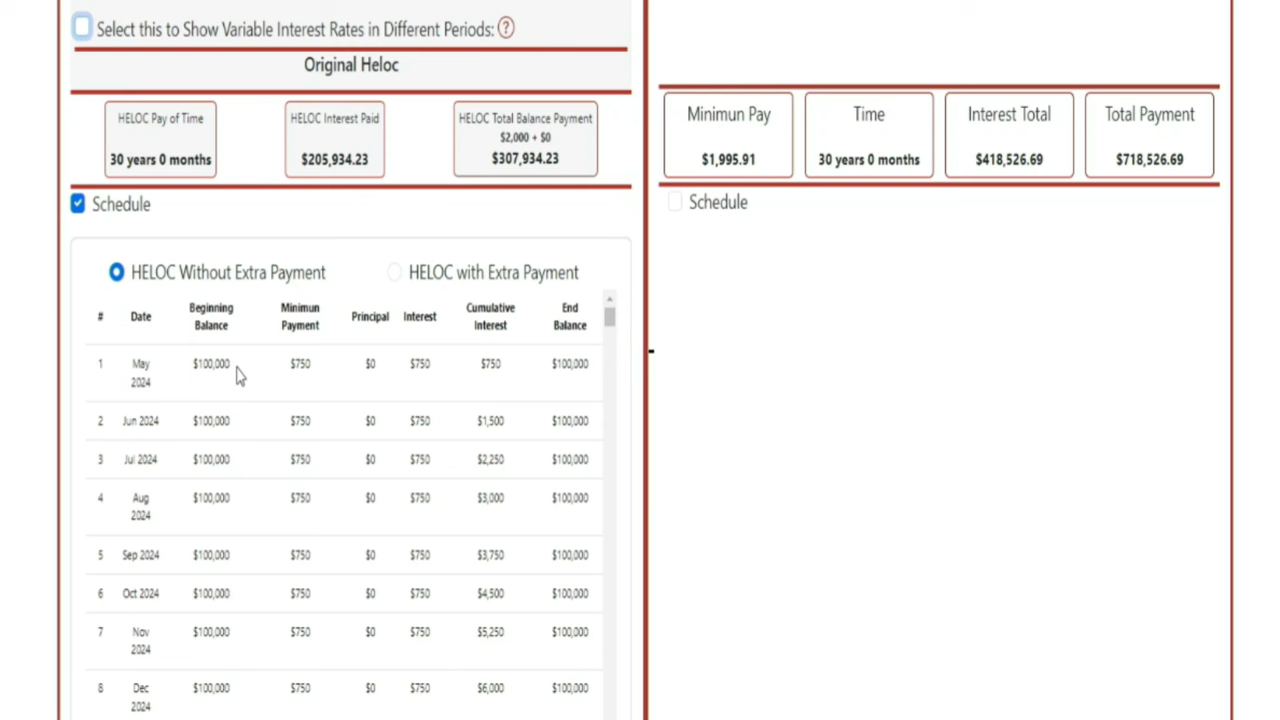 Select this to Show Variable Interest Rates in Different Periods: ?
Original Heloc
HELOC Pay of Time
30 years 0 months
HELOC Interest Paid
$205,934.23
HELOC Total Balance Payment
$2,000 + $0
$307,934.23
Minimun Pay
$1,995.91
Time
30 years 0 months
Interest Total
$418,526.69
Total Payment
$718,526.69
Schedule
Schedule
HELOC Without Extra Payment HELOC with Extra Payment
# Date Beginning Balance Minimun Payment Principal Interest Cumulative Interest End Balance
1 May 2024 $100,000 $750 $0 $750 $750 $100,000
2 Jun 2024 $100,000 $750 $0 $750 $1,500 $100,000
3 Jul 2024 $100,000 $750 $0 $750 $2,250 $100,000
4 Aug 2024 $100,000 $750 $0 $750 $3,000 $100,000
5 Sep 2024 $100,000 $750 $0 $750 $3,750 $100,000
6 Oct 2024 $100,000 $750 $0 $750 $4,500 $100,000
7 Nov 2024 $100,000 $750 $0 $750 $5,250 $100,000
8 Dec 2024 $100,000 $750 $0 $750 $6,000 $100,000